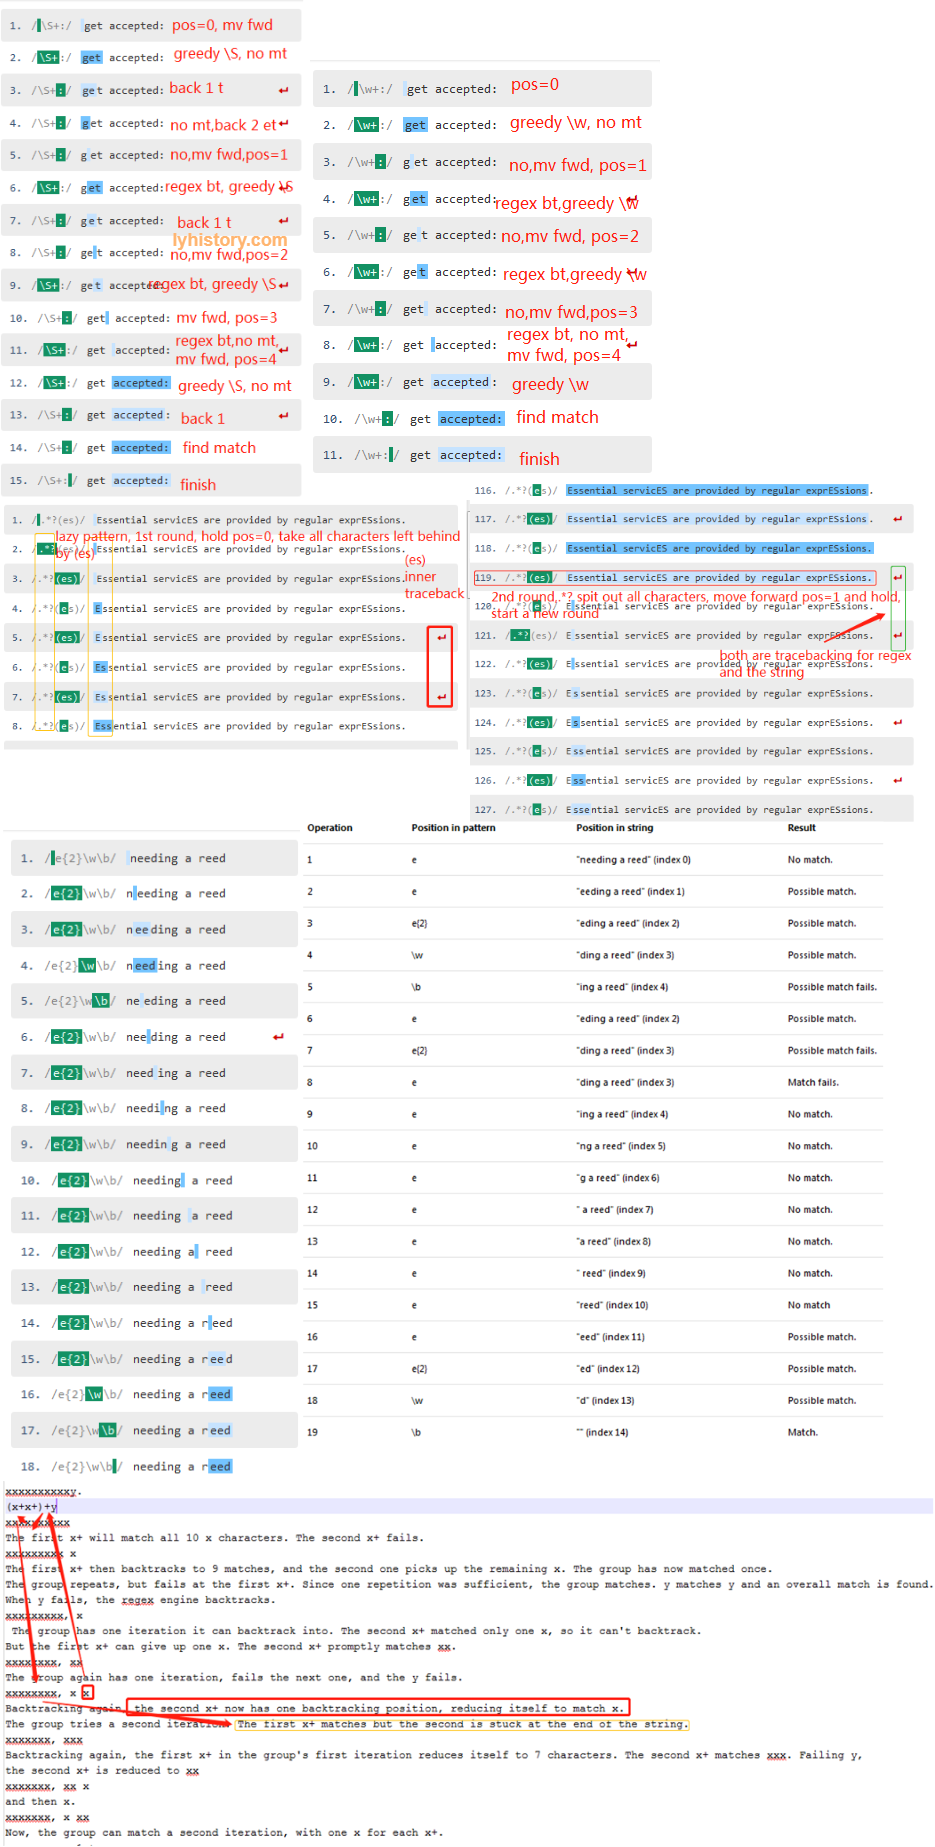 1. /\S+:/ get accepted: pos=0, mv fwd
2. /\S+:/ get accepted: greedy \S, no mt
3. /\S+:/ get accepted: back 1 t
4. /\S+:/ get accepted: no mt,back 2 et
5. /\S+:/ get accepted: no,mv fwd,pos=1
6. /\S+:/ get accepted: regex bt, greedy \S
7. /\S+:/ get accepted: back 1 t
lyhistory.com
8. /\S+:/ get accepted: no,mv fwd,pos=2
9. /\S+:/ get accepted: regex bt, greedy \S
10. /\S+:/ get accepted: mv fwd, pos=3
11. /\S+:/ get accepted: regex bt,no mt,
mv fwd, pos=4
12. /\S+:/ get accepted: greedy \S, no mt
13. /\S+:/ get accepted: back 1
14. /\S+:/ get accepted: find match
15. /\S+:/ get accepted: finish
1. /\w+:/ get accepted: pos=0
2. /\w+:/ get accepted: greedy \w, no mt
3. /\w+:/ get accepted: no,mv fwd, pos=1
4. /\w+:/ get accepted: regex bt,greedy \w
5. /\w+:/ get accepted: no,mv fwd, pos=2
6. /\w+:/ get accepted: regex bt,greedy \w
7. /\w+:/ get accepted: no,mv fwd,pos=3
8. /\w+:/ get accepted: regex bt, no mt,
mv fwd, pos=4
9. /\w+:/ get accepted: greedy \w
10. /\w+:/ get accepted: find match
11. /\w+:/ get accepted: finish
1. /.*?(es)/ Essential servicES are provided by regular exprESsions.
lazy pattern, 1st round, hold pos=0, take all characters left behind
by (es)
2. /.*?(es)/ Essential servicES are provided by regular exprESsions.
(es)
inner
traceback
3. /.*?(es)/ Essential servicES are provided by regular exprESsions.
4. /.*?(es)/ Essential servicES are provided by regular exprESsions.
5. /.*?(es)/ Essential servicES are provided by regular exprESsions.
6. /.*?(es)/ Essential servicES are provided by regular exprESsions.
7. /.*?(es)/ Essential servicES are provided by regular exprESsions.
8. /.*?(es)/ Essential servicES are provided by regular exprESsions.
116. /.*?(es)/ Essential servicES are provided by regular exprESsions.
117. /.*?(es)/ Essential servicES are provided by regular exprESsions.
118. /.*?(es)/ Essential servicES are provided by regular exprESsions.
119. /.*?(es)/ Essential servicES are provided by regular exprESsions.
2nd round, *? spit out all characters, move forward pos=1 and hold,
start a new round
120. /.*?(es)/ Essential servicES are provided by regular exprESsions.
121. /.*?(es)/ Essential servicES are provided by regular exprESsions.
both are tracebacking for regex
and the string
122. /.*?(es)/ Essential servicES are provided by regular exprESsions.
123. /.*?(es)/ Essential servicES are provided by regular exprESsions.
124. /.*?(es)/ Essential servicES are provided by regular exprESsions.
125. /.*?(es)/ Essential servicES are provided by regular exprESsions.
126. /.*?(es)/ Essential servicES are provided by regular exprESsions.
127. /.*?(es)/ Essential servicES are provided by regular exprESsions.
1. /e{2}\w\b/ needing a reed
2. /e{2}\w\b/ needing a reed
3. /e{2}\w\b/ needing a reed
4. /e{2}\w\b/ needing a reed
5. /e{2}\w\b/ needing a reed
6. /e{2}\w\b/ needing a reed
7. /e{2}\w\b/ needing a reed
8. /e{2}\w\b/ needing a reed
9. /e{2}\w\b/ needing a reed
10. /e{2}\w\b/ needing a reed
11. /e{2}\w\b/ needing a reed
12. /e{2}\w\b/ needing a reed
13. /e{2}\w\b/ needing a reed
14. /e{2}\w\b/ needing a reed
15. /e{2}\w\b/ needing a reed
16. /e{2}\w\b/ needing a reed
17. /e{2}\w\b/ needing a reed
18. /e{2}\w\b/ needing a reed
Operation Position in pattern Position in string Result
1 e "needing a reed" (index 0) No match.
2 e "eeding a reed" (index 1) Possible match.
3 e{2} "eding a reed" (index 2) Possible match.
4 \w "ding a reed" (index 3) Possible match.
5 \b "ing a reed" (index 4) Possible match fails.
6 e "eding a reed" (index 2) Possible match.
7 e{2} "ding a reed" (index 3) Possible match fails.
8 e "ding a reed" (index 3) Match fails.
9 e "ing a reed" (index 4) No match.
10 e "ng a reed" (index 5) No match.
11 e "g a reed" (index 6) No match.
12 e " a reed" (index 7) No match.
13 e "a reed" (index 8) No match.
14 e " reed" (index 9) No match.
15 e "reed" (index 10) No match
16 e "eed" (index 11) Possible match.
17 e{2} "ed" (index 12) Possible match.
18 \w "d" (index 13) Possible match.
19 \b "" (index 14) Match.
xxxxxxxxxxy.
(x+x+)+y
xxxxxxxxxx
The first x+ will match all 10 x characters. The second x+ fails.
xxxxxxxxx x
The first x+ then backtracks to 9 matches, and the second one picks up the remaining x. The group has now matched once.
The group repeats, but fails at the first x+. Since one repetition was sufficient, the group matches. y matches y and an overall match is found.
When y fails, the regex engine backtracks.
xxxxxxxxx, x
The group has one iteration it can backtrack into. The second x+ matched only one x, so it can't backtrack.
But the first x+ can give up one x. The second x+ promptly matches xx.
xxxxxxxx, xx
The group again has one iteration, fails the next one, and the y fails.
xxxxxxxx, x x
Backtracking again, the second x+ now has one backtracking position, reducing itself to match x.
The group tries a second iteration. The first x+ matches but the second is stuck at the end of the string.
xxxxxxx, xxx
Backtracking again, the first x+ in the group's first iteration reduces itself to 7 characters. The second x+ matches xxx. Failing y,
the second x+ is reduced to xx
xxxxxxx, xx x
and then x.
xxxxxxx, x xx
Now, the group can match a second iteration, with one x for each x+.